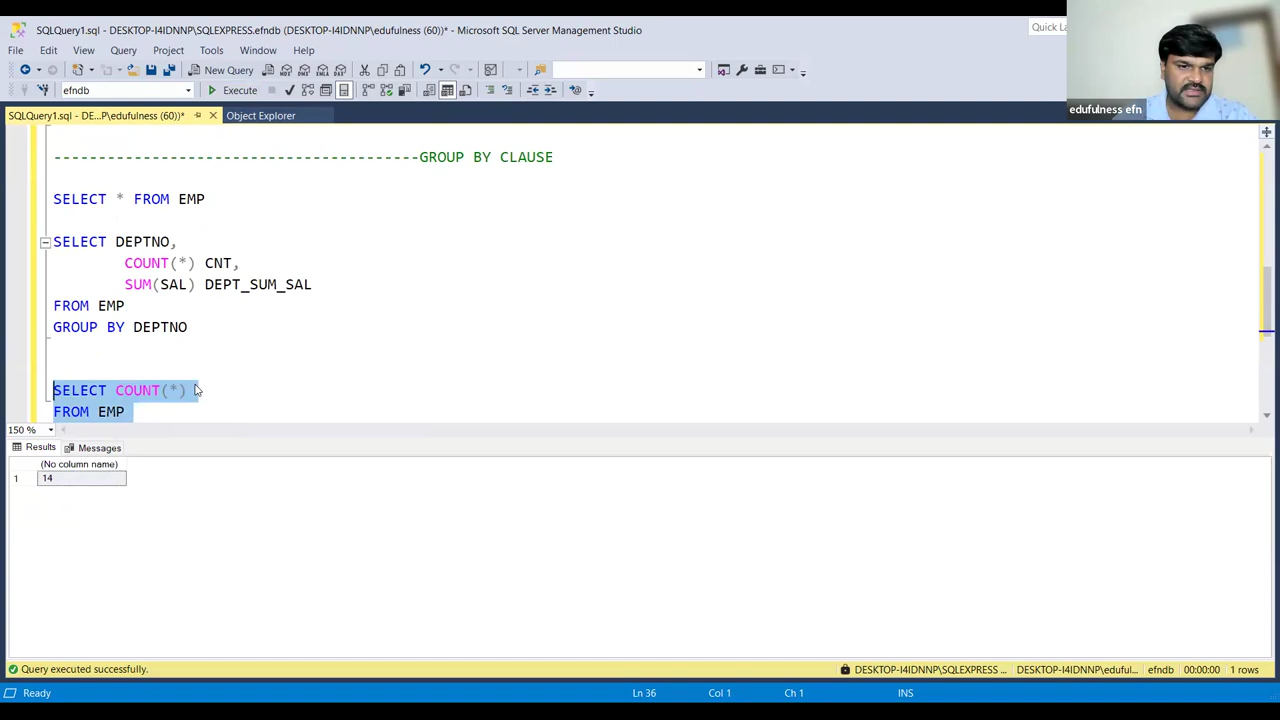 SQLQuery1.sql - DESKTOP-I4IDNNP\SQLEXPRESS.efndb (DESKTOP-I4IDNNP\edufulness (60))* - Microsoft SQL Server Management Studio
Quick La
File Edit View Query Project Tools Window Help
New Query
efndb
Execute
edufulness efn
SQLQuery1.sql - DE...P\edufulness (60))*
Object Explorer
----------------------------------------GROUP BY CLAUSE
SELECT * FROM EMP
SELECT DEPTNO,
COUNT(*) CNT,
SUM(SAL) DEPT_SUM_SAL
FROM EMP
GROUP BY DEPTNO
SELECT COUNT(*)
FROM EMP
150 %
Results Messages
(No column name)
1 14
Query executed successfully.
DESKTOP-I4IDNNP\SQLEXPRESS ... DESKTOP-I4IDNNP\eduful... efndb 00:00:00 1 rows
Ready Ln 36 Col 1 Ch 1 INS